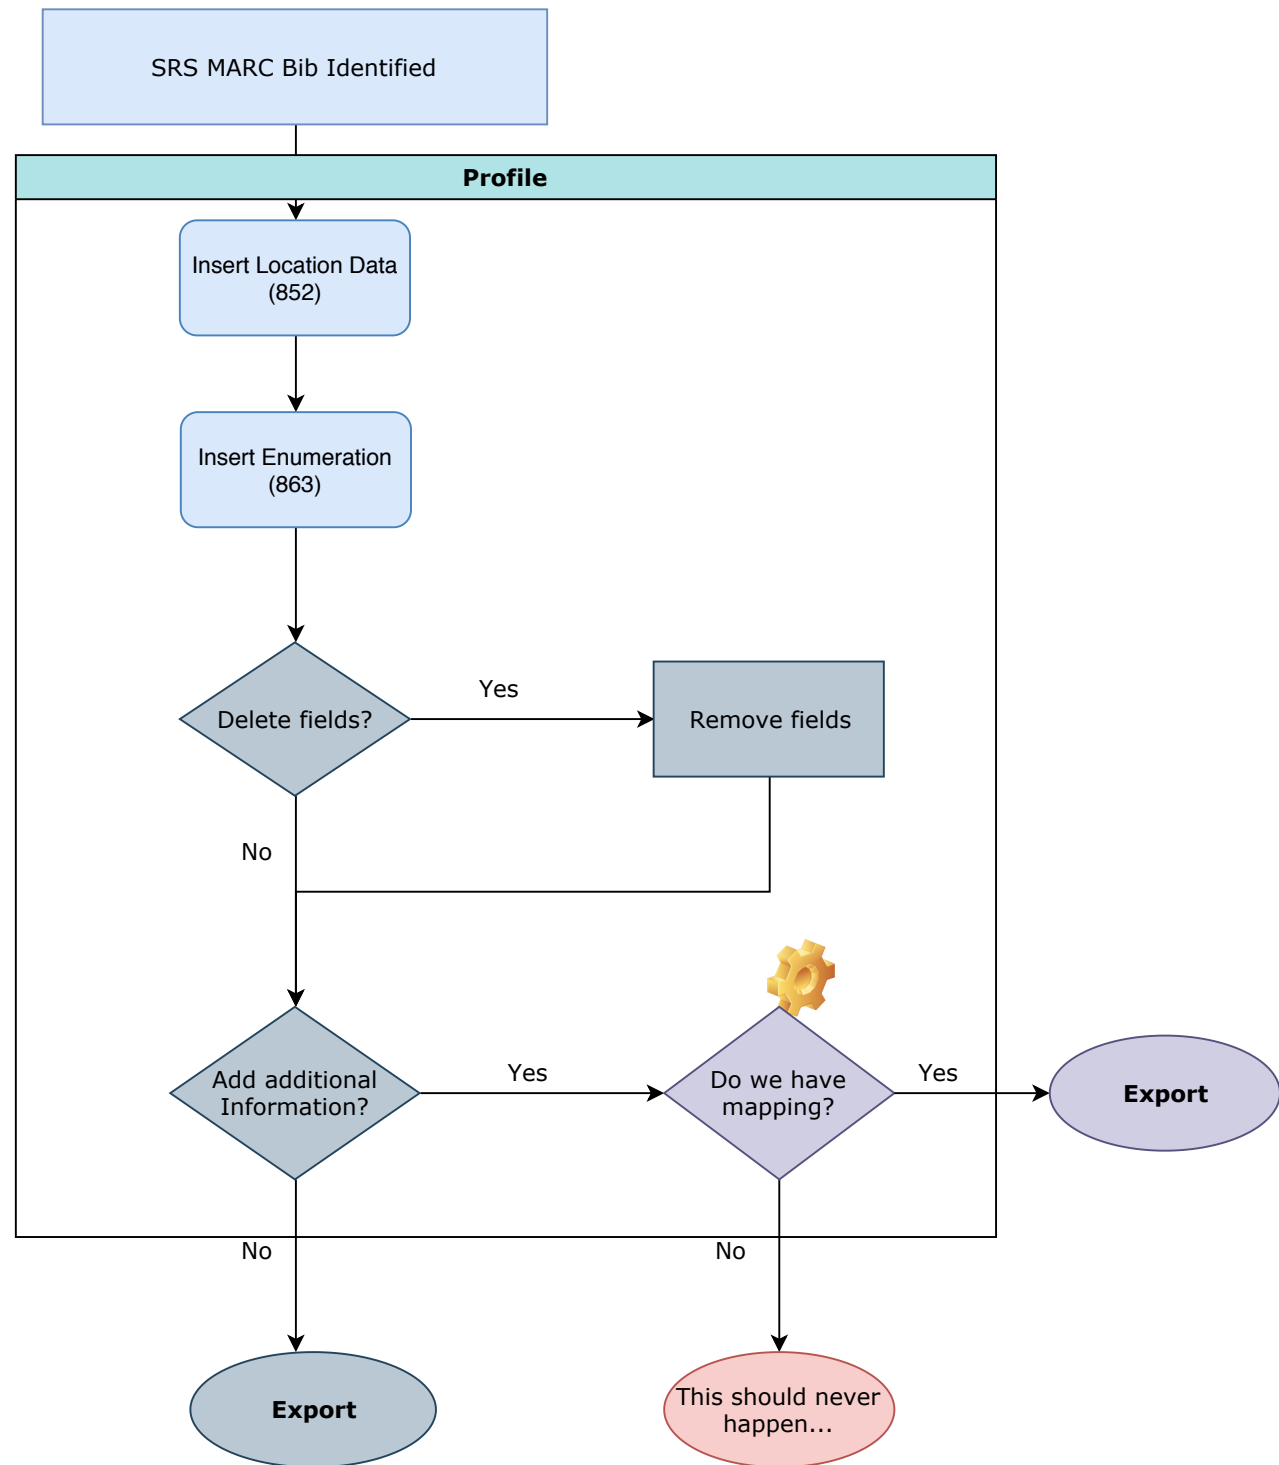 SRS MARC Bib Identified
Profile
Insert Location Data
(852)
Insert Enumeration
(863)
Delete fields?
Yes
Remove fields
No
Add additional
Information?
Yes
Do we have
mapping?
Yes
Export
No
No
Export
This should never
happen...